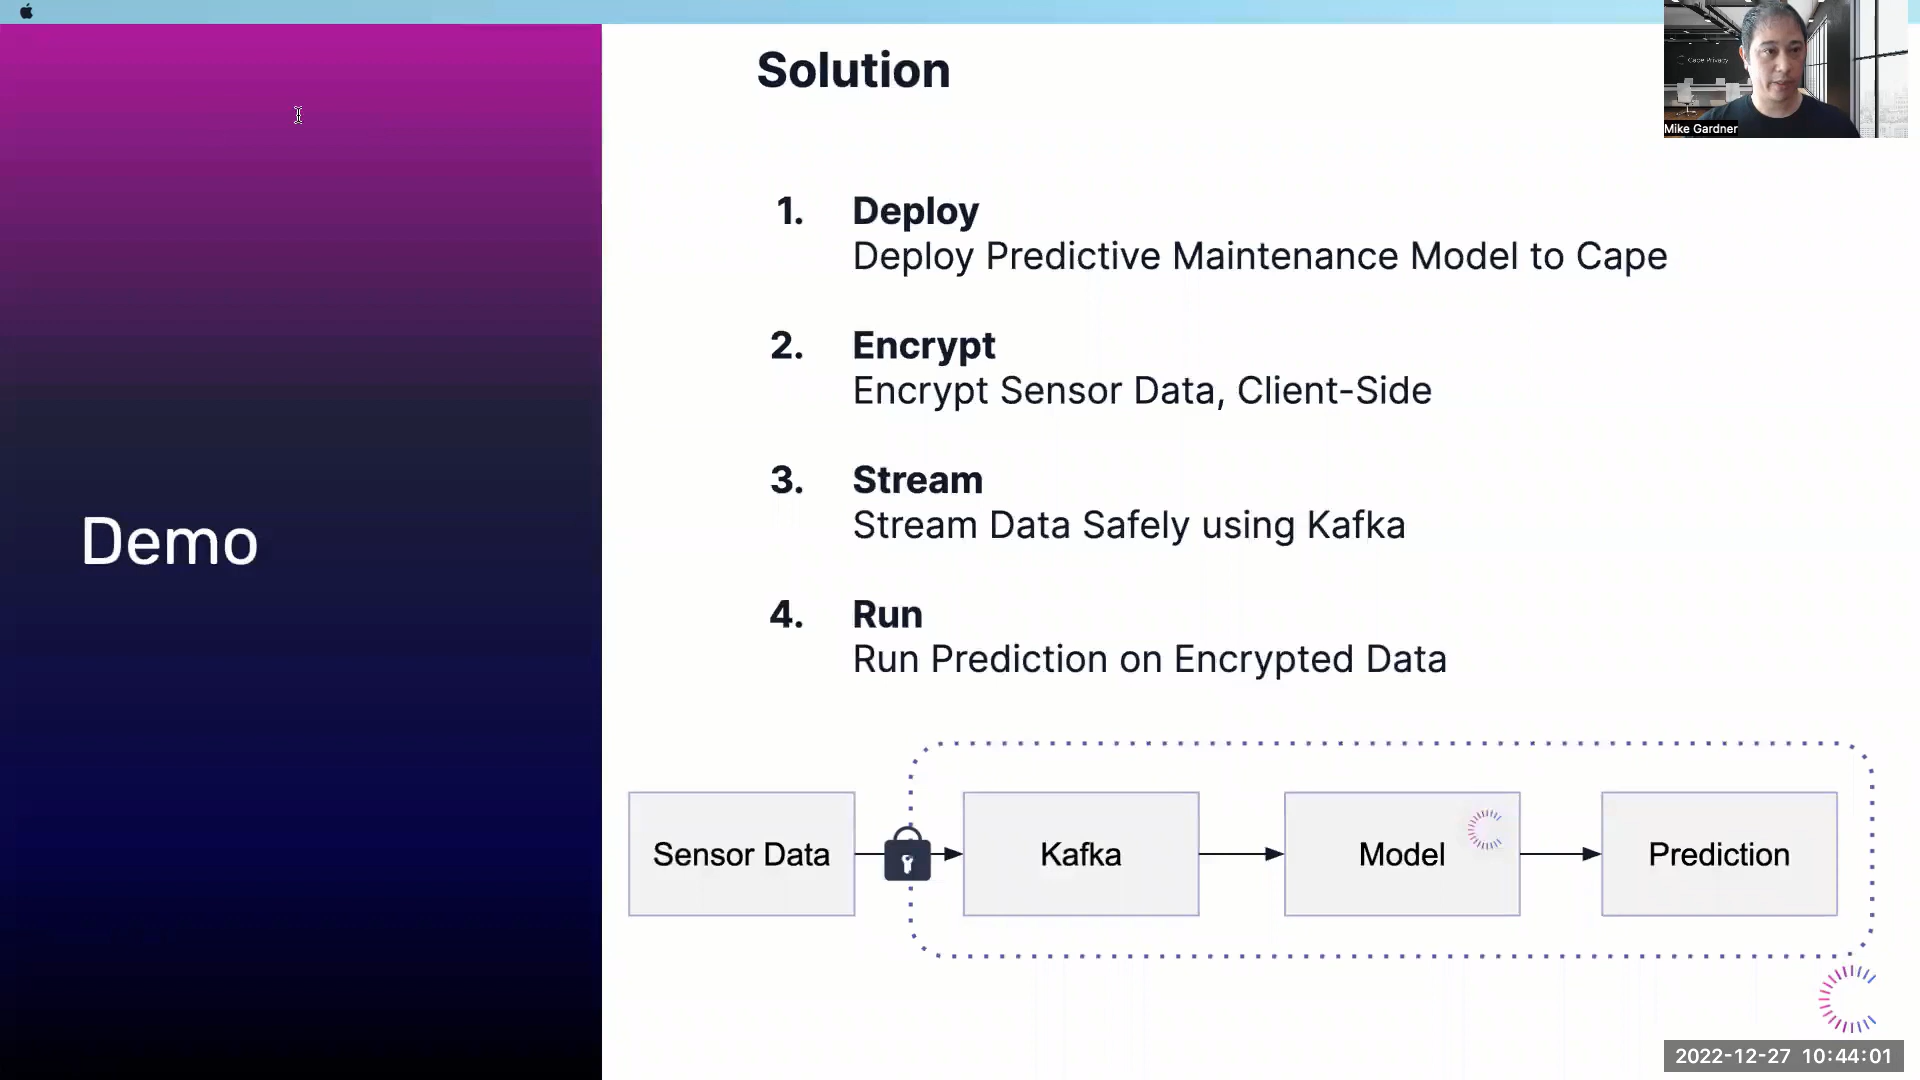 Solution
Cape Privacy
Mike Gardner
1. Deploy
Deploy Predictive Maintenance Model to Cape
2. Encrypt
Encrypt Sensor Data, Client-Side
3. Stream
Stream Data Safely using Kafka
Demo
4. Run
Run Prediction on Encrypted Data
Sensor Data
Kafka
Model
Prediction
2022-12-27 10:44:01